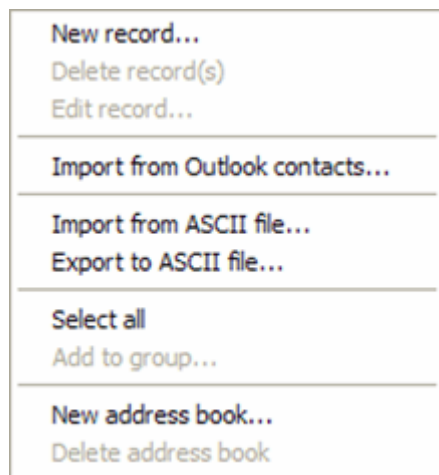 New record...
Delete record(s)
Edit record...
Import from Outlook contacts...
Import from ASCII file...
Export to ASCII file...
Select all
Add to group...
New address book...
Delete address book